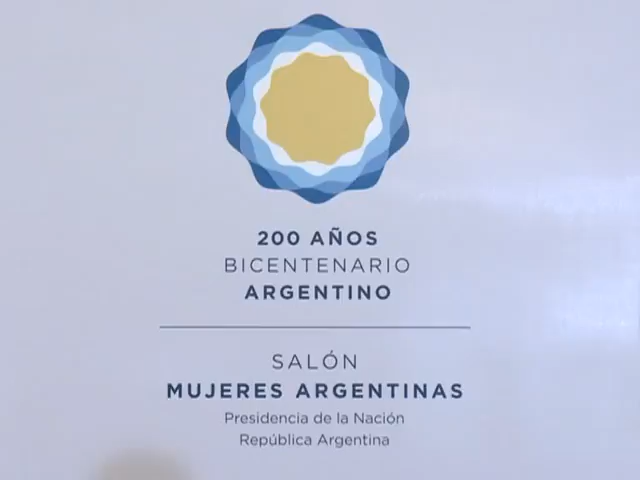 200 AÑOS
BICENTENARIO
ARGENTINO
SALÓN
MUJERES ARGENTINAS
Presidencia de la Nación
República Argentina